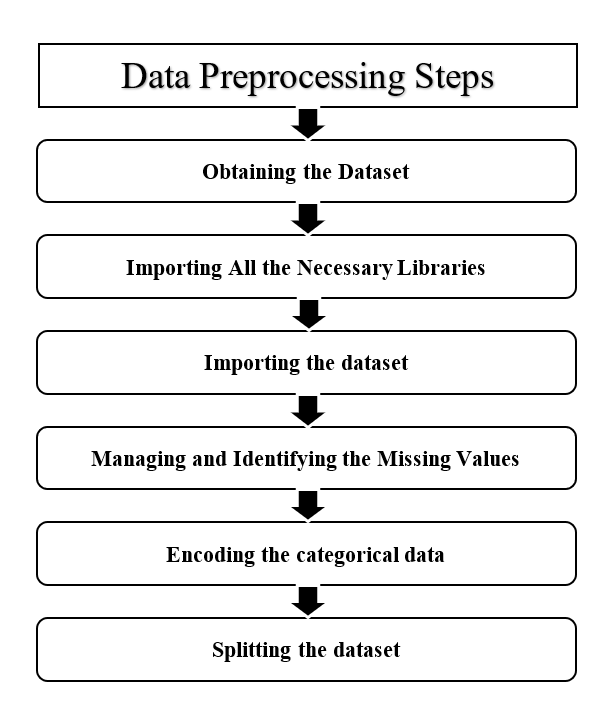 Data Preprocessing Steps
Obtaining the Dataset
Importing All the Necessary Libraries
Importing the dataset
Managing and Identifying the Missing Values
Encoding the categorical data
Splitting the dataset